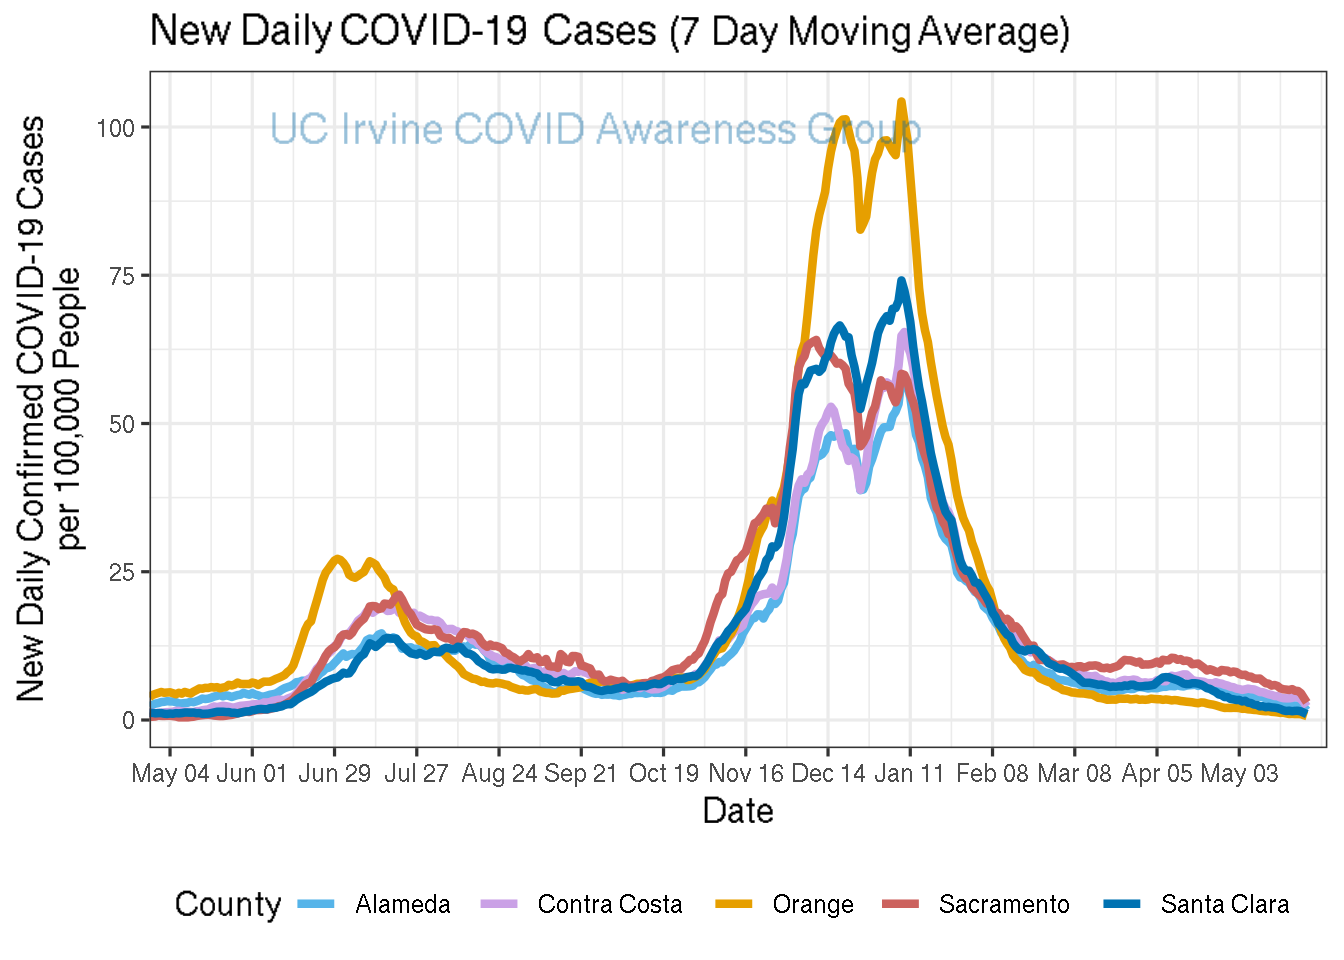 New Daily COVID-19 Cases (7 Day Moving Average)
UC Irvine COVID Awareness Group
New Daily Confirmed COVID-19 Cases
per 100,000 People
100
75
50
25
0
May 04 Jun 01 Jun 29 Jul 27 Aug 24 Sep 21 Oct 19 Nov 16 Dec 14 Jan 11 Feb 08 Mar 08 Apr 05 May 03
Date
County Alameda Contra Costa Orange Sacramento Santa Clara